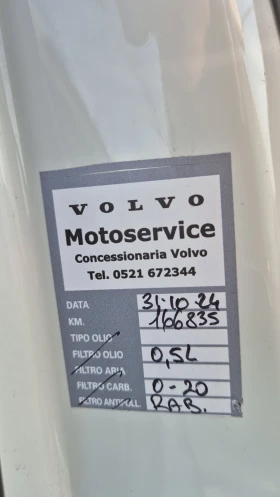 VOLVO
Motoservice
Concessionaria Volvo
Tel. 0521 672344
DATA 31·10·24
KM. 166835
TIPO OLIO
FILTRO OLIO 0,5L
FILTRO ARIA
FILTRO CARB. 0-20
FILTRO ANTIPOLL. RAB.